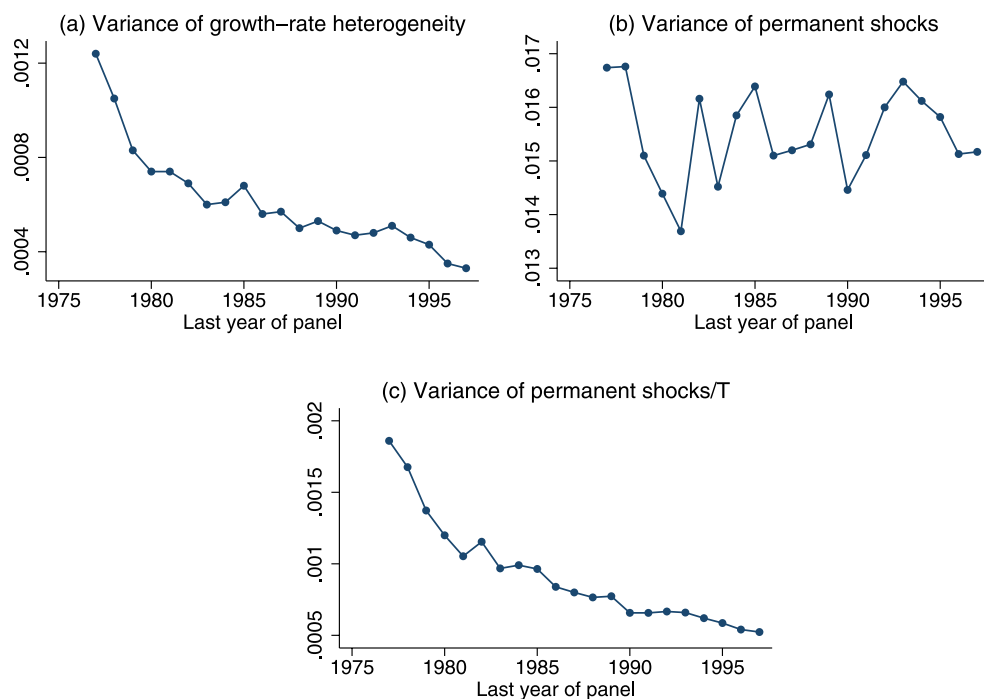 (a) Variance of growth–rate heterogeneity
.0012
.0008
.0004
1975 1980 1985 1990 1995
Last year of panel
(b) Variance of permanent shocks
.017
.016
.015
.014
.013
1975 1980 1985 1990 1995
Last year of panel
(c) Variance of permanent shocks/T
.002
.0015
.001
.0005
1975 1980 1985 1990 1995
Last year of panel